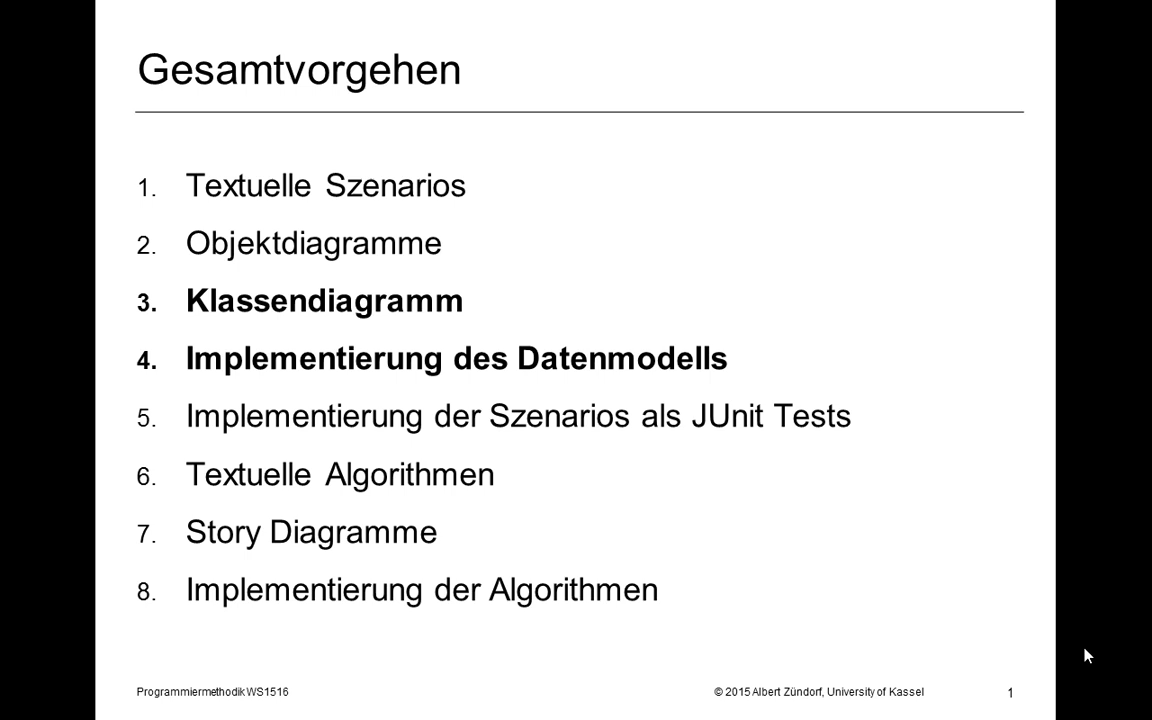 Gesamtvorgehen
1. Textuelle Szenarios
2. Objektdiagramme
3. Klassendiagramm
4. Implementierung des Datenmodells
5. Implementierung der Szenarios als JUnit Tests
6. Textuelle Algorithmen
7. Story Diagramme
8. Implementierung der Algorithmen
Programmiermethodik WS1516 © 2015 Albert Zündorf, University of Kassel 1